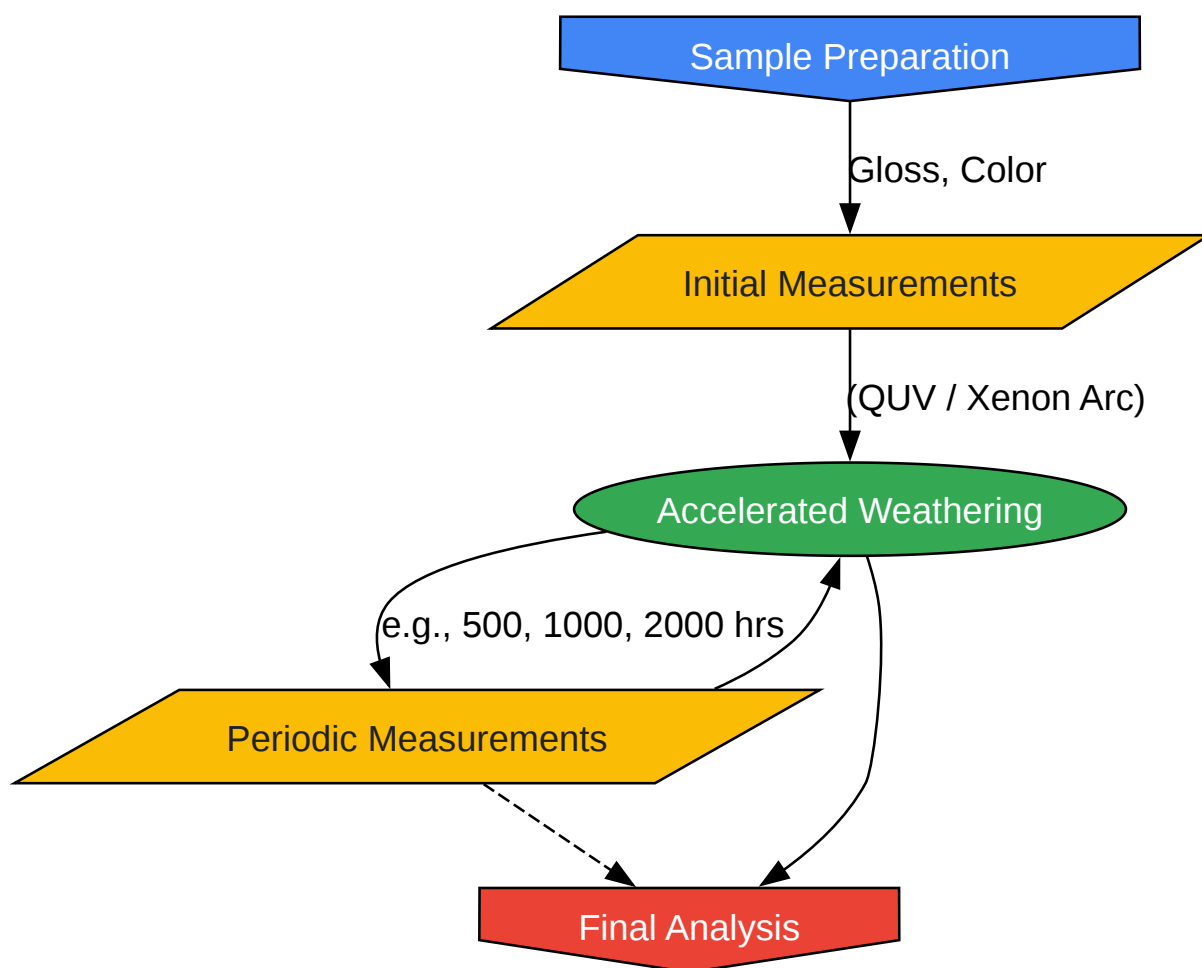 Sample Preparation
Gloss, Color
Initial Measurements
(QUV / Xenon Arc)
Accelerated Weathering
e.g., 500, 1000, 2000 hrs
Periodic Measurements
Final Analysis